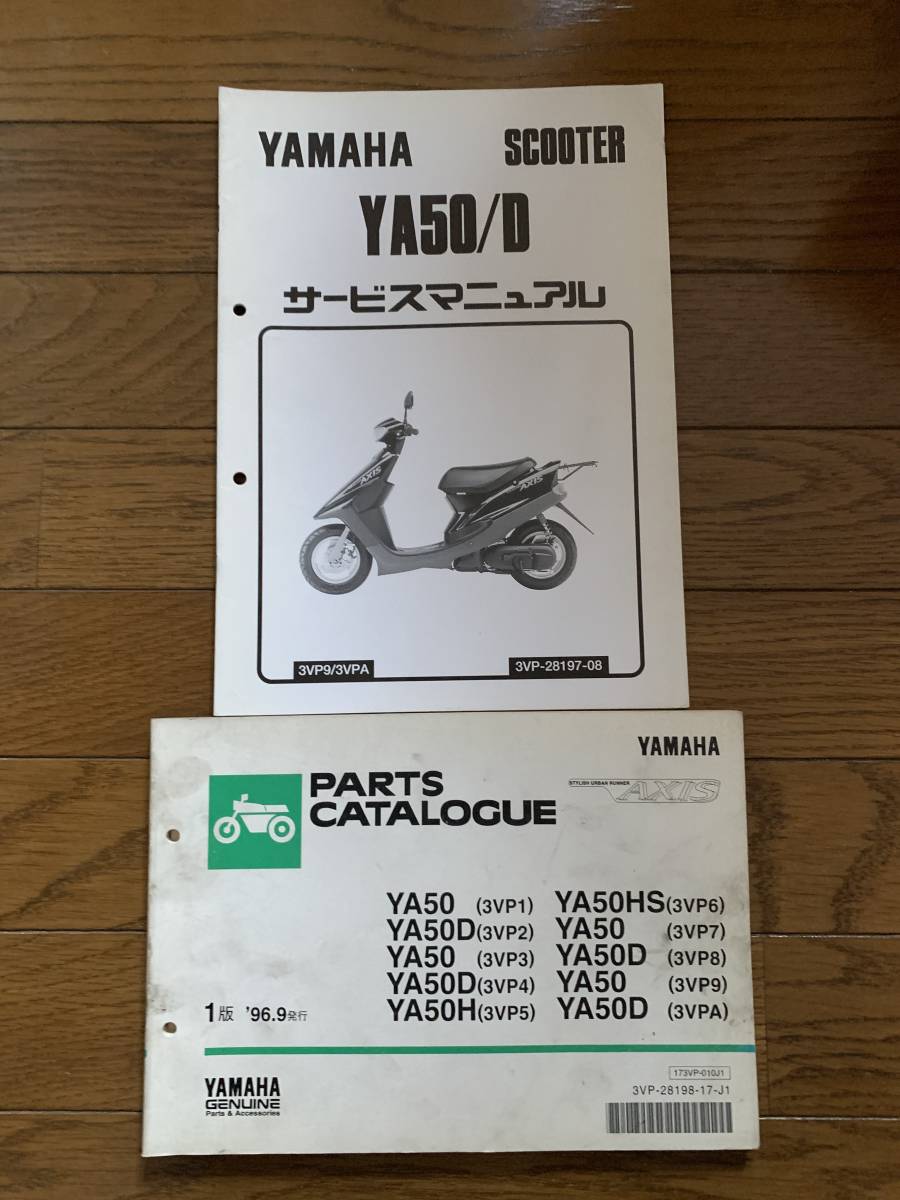 YAMAHA SCOOTER
YA50/D
サービスマニュアル
AXIS
AXIS
3VP9/3VPA 3VP-28197-08
YAMAHA
PARTS
CATALOGUE
STYLISH URBAN RUNNER
AXIS
YA50 (3VP1) YA50HS(3VP6)
YA50D(3VP2) YA50 (3VP7)
YA50 (3VP3) YA50D (3VP8)
YA50D(3VP4) YA50 (3VP9)
YA50H(3VP5) YA50D (3VPA)
1版 '96.9発行
YAMAHA
GENUINE
Parts & Accessories
173VP-010J1
3VP-28198-17-J1